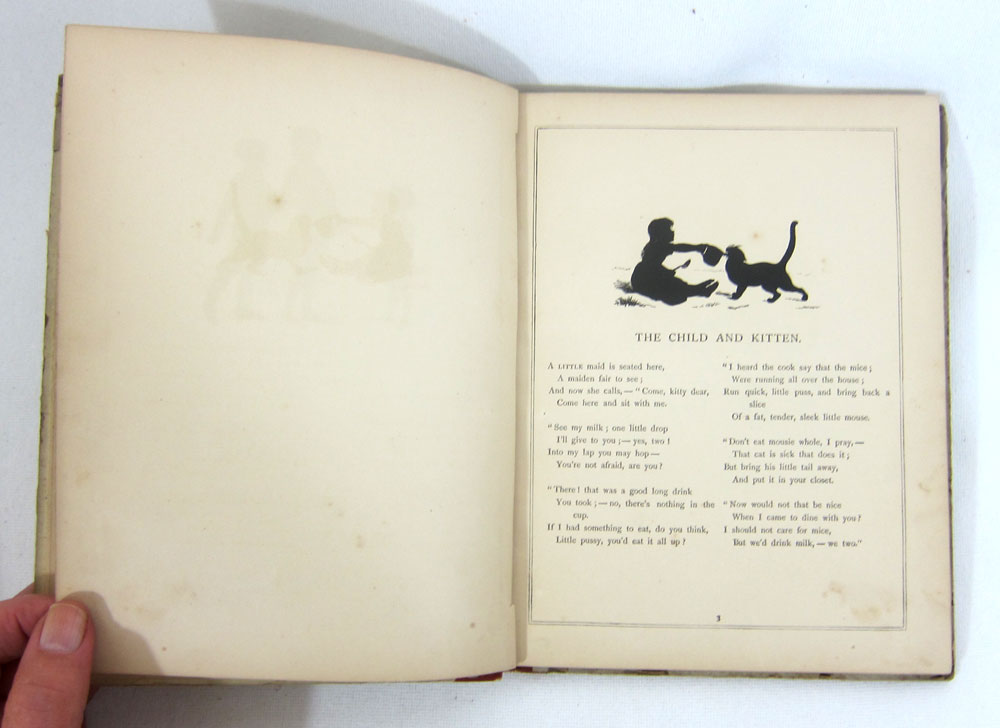 THE CHILD AND KITTEN.
A LITTLE maid is seated here,
A maiden fair to see;
And now she calls,—"Come, kitty dear,
Come here and sit with me.
"See my milk; one little drop
I'll give to you;—yes, two!
Into my lap you may hop—
You're not afraid, are you?
"There! that was a good long drink
You took;—no, there's nothing in the
cup.
If I had something to eat, do you think,
Little pussy, you'd eat it all up?
"I heard the cook say that the mice;
Were running all over the house;
Run quick, little puss, and bring back a
slice
Of a fat, tender, sleek little mouse.
"Don't eat mousie whole, I pray,—
That cat is sick that does it;
But bring his little tail away,
And put it in your closet.
"Now would not that be nice
When I came to dine with you?
I should not care for mice,
But we'd drink milk,—we two."
3